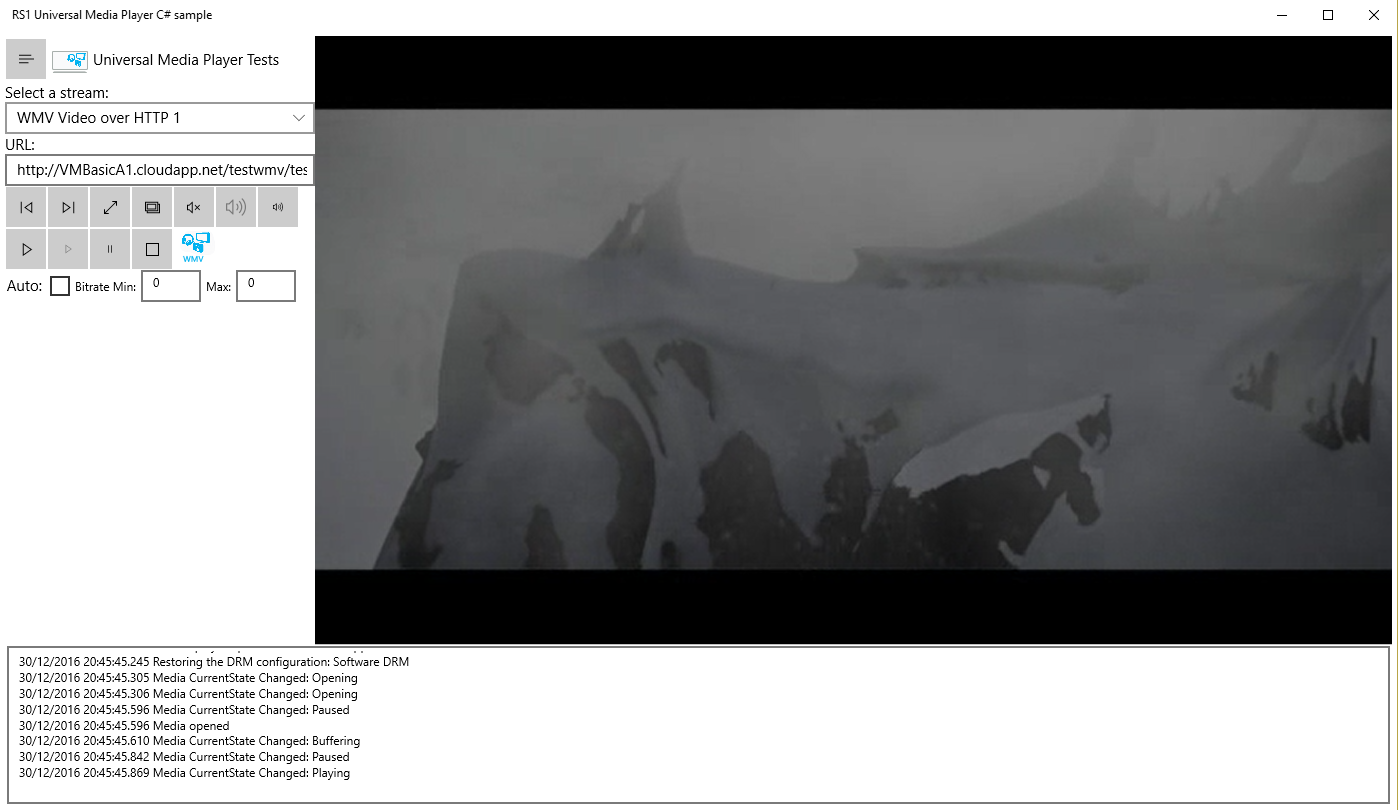 RS1 Universal Media Player C# sample
Universal Media Player Tests
Select a stream:
WMV Video over HTTP 1
URL:
http://VMBasicA1.cloudapp.net/testwmv/tes
WMV
Auto: Bitrate Min: 0 Max: 0
30/12/2016 20:45:45.245 Restoring the DRM configuration: Software DRM
30/12/2016 20:45:45.305 Media CurrentState Changed: Opening
30/12/2016 20:45:45.306 Media CurrentState Changed: Opening
30/12/2016 20:45:45.596 Media CurrentState Changed: Paused
30/12/2016 20:45:45.596 Media opened
30/12/2016 20:45:45.610 Media CurrentState Changed: Buffering
30/12/2016 20:45:45.842 Media CurrentState Changed: Paused
30/12/2016 20:45:45.869 Media CurrentState Changed: Playing